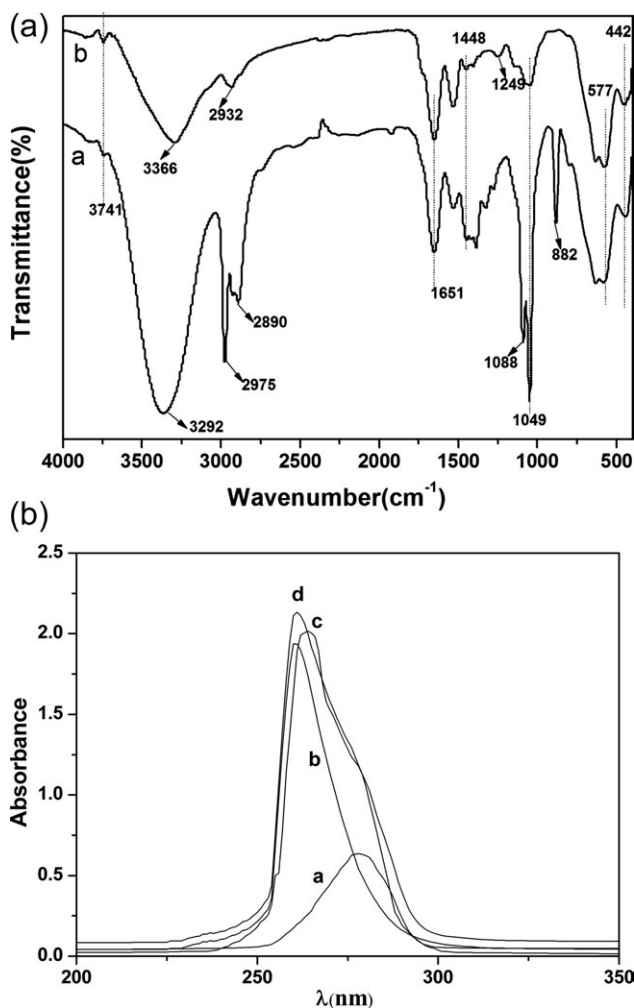 (a)
b
1448
442
2932
1249
577
3366
a
3741
2890
1651
882
2975
1088
3292
1049
Transmittance(%)
4000 3500 3000 2500 2000 1500 1000 500
Wavenumber(cm⁻¹)
(b)
2.5
d
c
2.0
1.5
b
1.0
a
0.5
0.0
Absorbance
200 250 300 350
λ(nm)